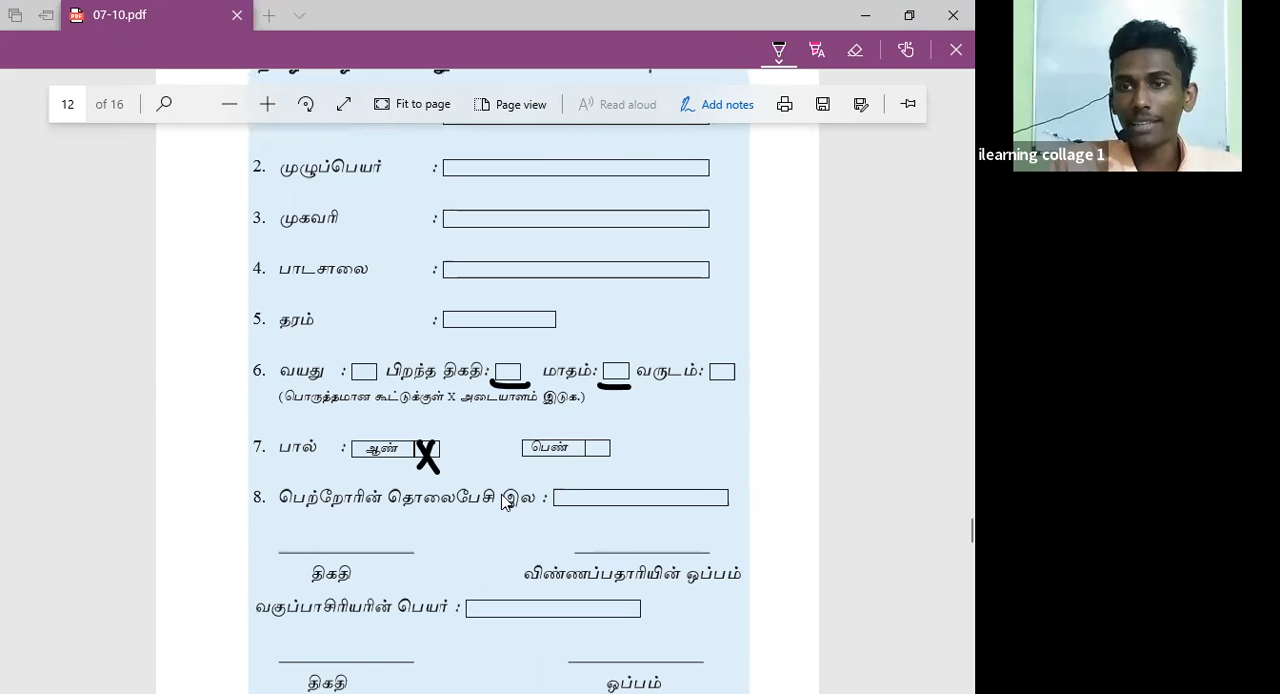 07-10.pdf
12 of 16 Fit to page Page view Read aloud Add notes
ilearning collage 1
2. முழுப்பெயர் :
3. முகவரி :
4. பாடசாலை :
5. தரம் :
6. வயது : பிறந்த திகதி: மாதம்: வருடம்:
(பொருத்தமான கூட்டுக்குள் X அடையாளம் இடுக.)
7. பால் : ஆண் X பெண்
8. பெற்றோரின் தொலைபேசி இல :
திகதி விண்ணப்பதாரியின் ஒப்பம்
வகுப்பாசிரியரின் பெயர் :
திகதி ஒப்பம்